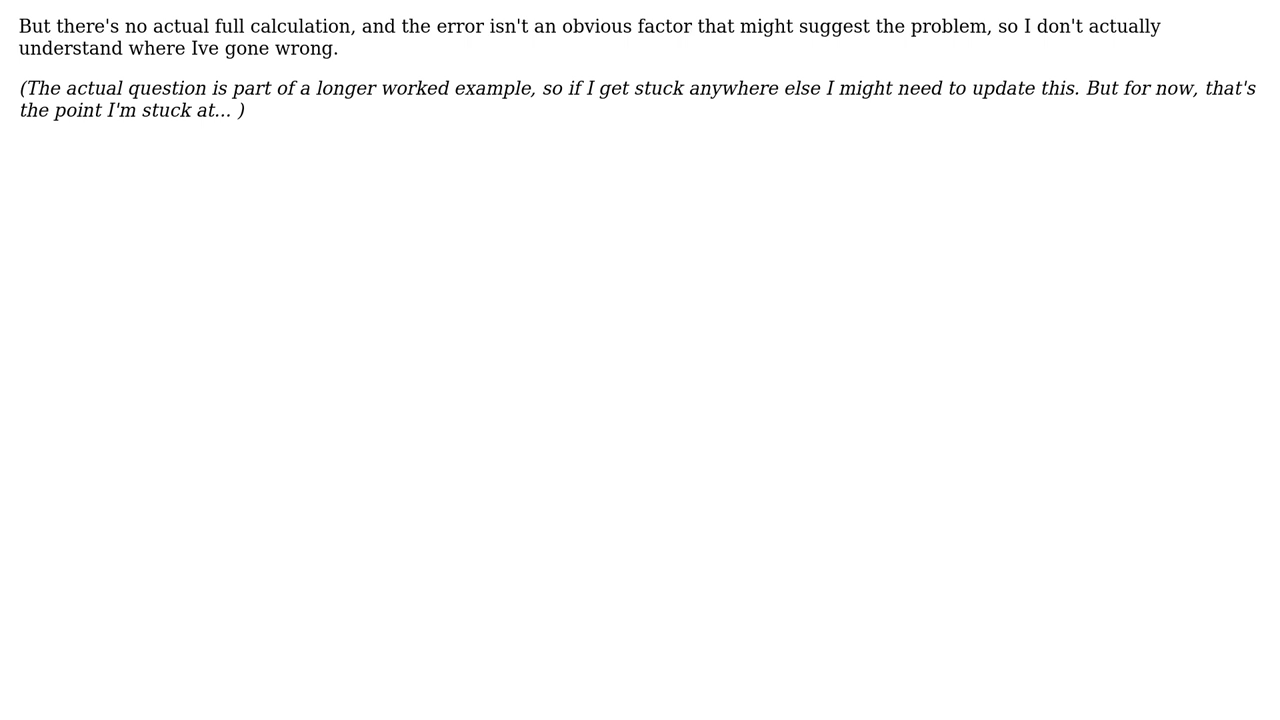 But there's no actual full calculation, and the error isn't an obvious factor that might suggest the problem, so I don't actually
understand where Ive gone wrong.
(The actual question is part of a longer worked example, so if I get stuck anywhere else I might need to update this. But for now, that's
the point I'm stuck at... )